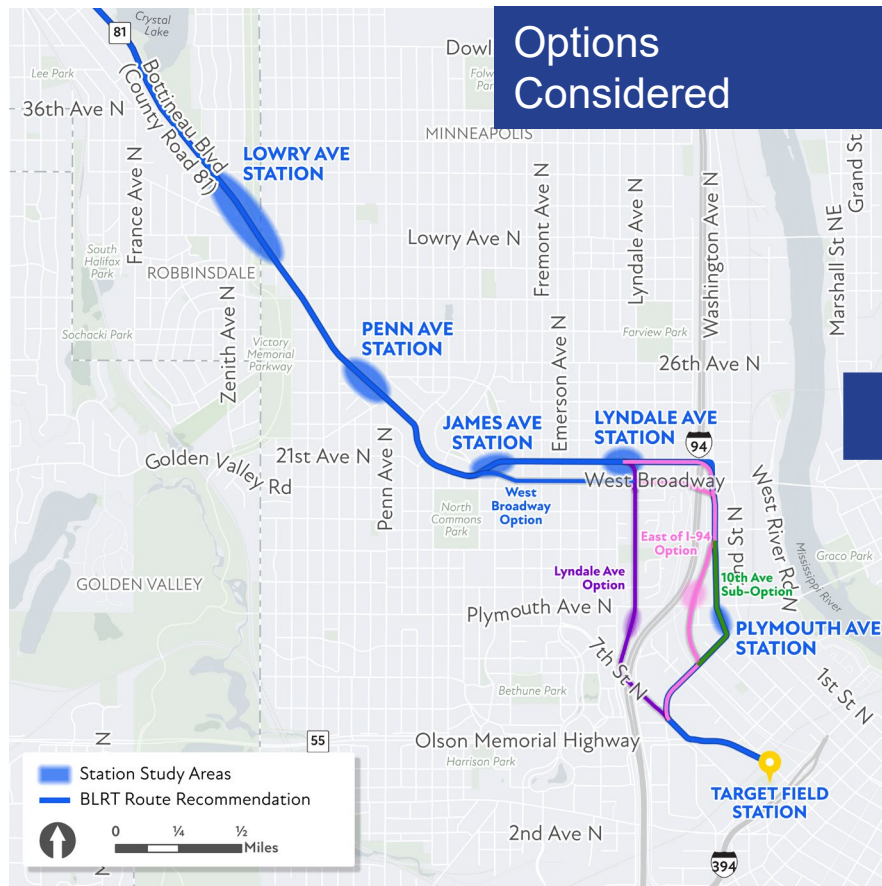 Options
Considered
Crystal
Lake
81
Dowl
Lee Park
36th Ave N
Bottineau Blvd
(County Road 81)
MINNEAPOLIS
LOWRY AVE
STATION
France Ave N
Fremont Ave N
Lyndale Ave N
Washington Ave N
Grand St
Marshall St NE
South
Halifax
Park
Lowry Ave N
ROBBINSDALE
Zenith Ave N
Sochacki Park
Victory
Memorial
Parkway
PENN AVE
STATION
Farview Park
26th Ave N
Emerson Ave N
JAMES AVE
STATION
LYNDALE AVE
STATION
94
Golden Valley
Rd
21st Ave N
Penn Ave N
West Broadway
West
Broadway
Option
North
Commons
Park
East of I-94
Option
nd St N
West River Rd N
Mississippi River
Graco Park
Lyndale Ave
Option
10th Ave
Sub-Option
GOLDEN VALLEY
Plymouth Ave N
PLYMOUTH AVE
STATION
7th St N
1st St N
Bethune Park
55
Olson Memorial Highway
Harrison Park
TARGET FIELD
STATION
2nd Ave N
394
Station Study Areas
BLRT Route Recommendation
0 ¼ ½
Miles
N